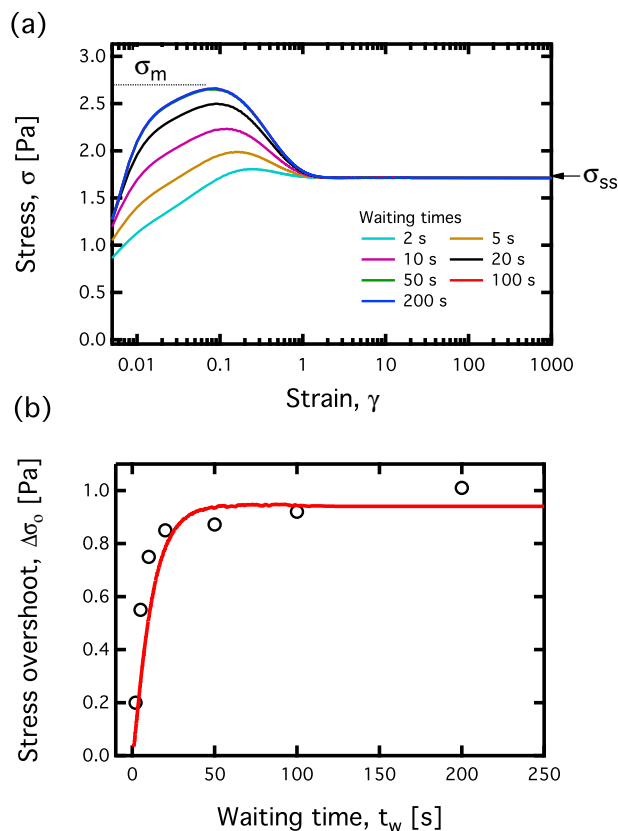 (a)
Stress, σ [Pa]
3.0
2.5
2.0
1.5
1.0
0.5
0.0
σm
σss
Waiting times
2 s
5 s
10 s
20 s
50 s
100 s
200 s
0.01
0.1
1
10
100
1000
Strain, γ
(b)
Stress overshoot, Δσo [Pa]
1.0
0.8
0.6
0.4
0.2
0.0
0
50
100
150
200
250
Waiting time, tw [s]